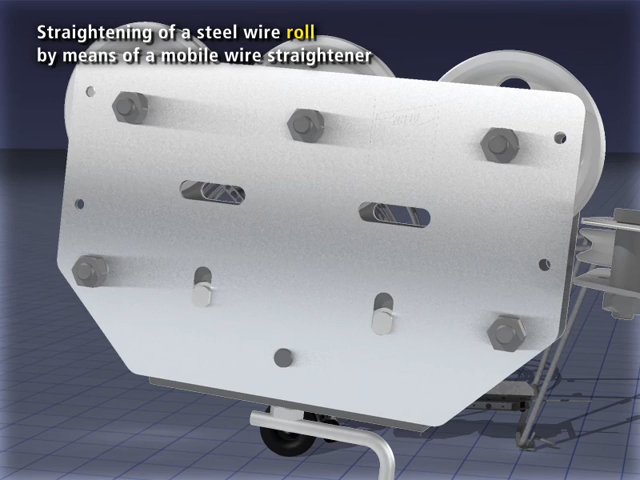 Straightening of a steel wire roll
by means of a mobile wire straightener